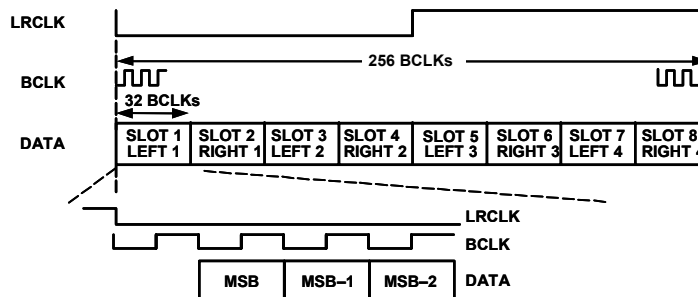 LRCLK
256 BCLKs
BCLK
32 BCLKs
DATA
SLOT 1 SLOT 2 SLOT 3 SLOT 4 SLOT 5 SLOT 6 SLOT 7 SLOT 8
LEFT 1 RIGHT 1 LEFT 2 RIGHT 2 LEFT 3 RIGHT 3 LEFT 4 RIGHT 4
LRCLK
BCLK
MSB MSB–1 MSB–2 DATA